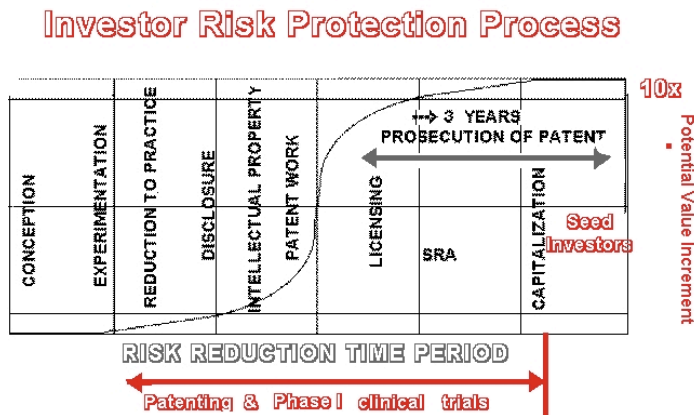 Investor Risk Protection Process
10x
Potential Value Increment
CONCEPTION
EXPERIMENTATION
REDUCTION TO PRACTICE
DISCLOSURE
INTELLECTUAL PROPERTY
PATENT WORK
---> 3 YEARS
PROSECUTION OF PATENT
LICENSING
SRA
CAPITALIZATION
Seed
Investors
RISK REDUCTION TIME PERIOD
Patenting & Phase I clinical trials